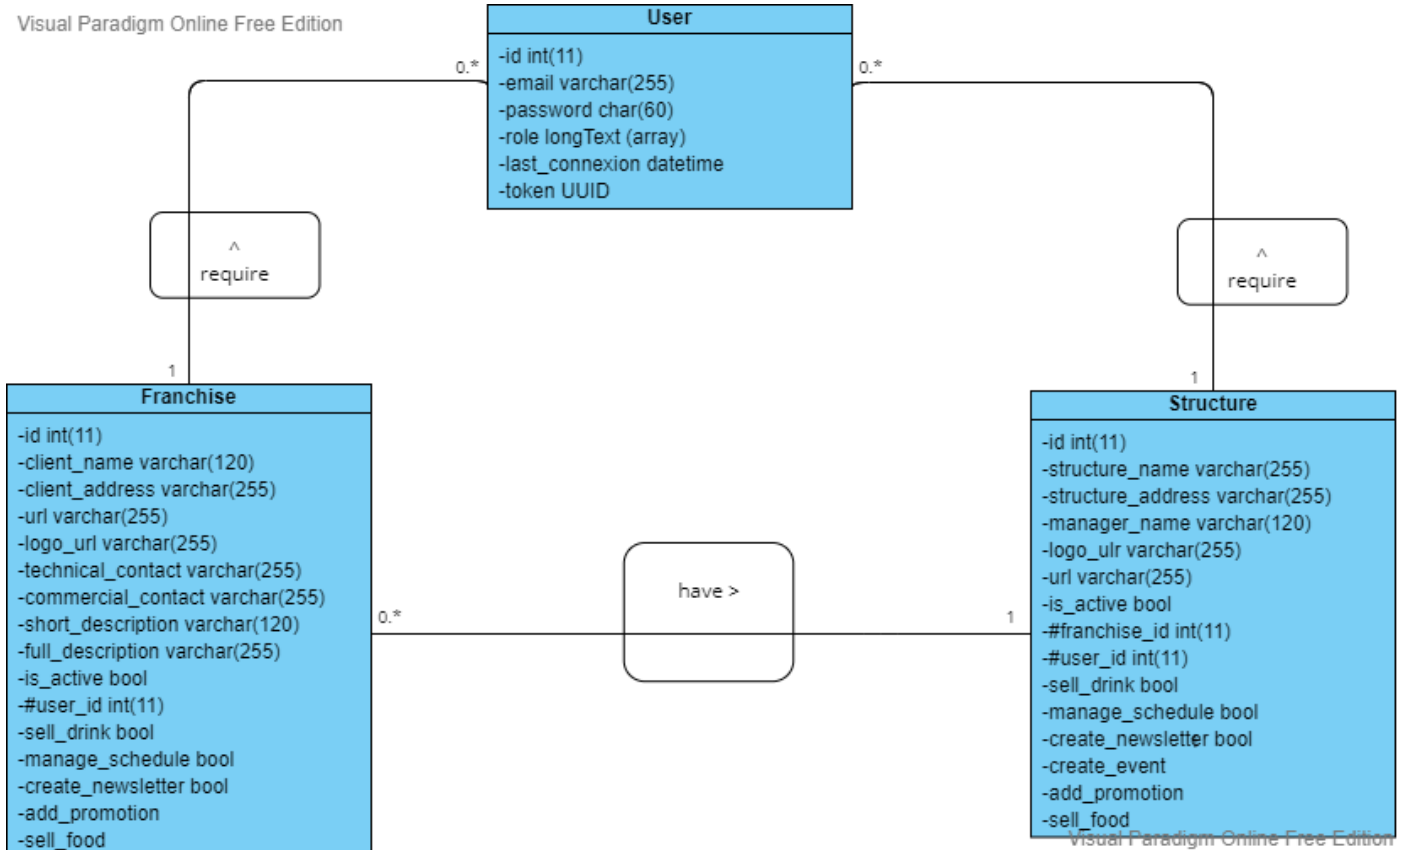 Visual Paradigm Online Free Edition
User
-id int(11)
-email varchar(255)
-password char(60)
-role longText (array)
-last_connexion datetime
-token UUID
0.*
0.*
^
require
^
require
1
1
Franchise
-id int(11)
-client_name varchar(120)
-client_address varchar(255)
-url varchar(255)
-logo_url varchar(255)
-technical_contact varchar(255)
-commercial_contact varchar(255)
-short_description varchar(120)
-full_description varchar(255)
-is_active bool
-#user_id int(11)
-sell_drink bool
-manage_schedule bool
-create_newsletter bool
-add_promotion
-sell_food
0.*
have >
1
Structure
-id int(11)
-structure_name varchar(255)
-structure_address varchar(255)
-manager_name varchar(120)
-logo_ulr varchar(255)
-url varchar(255)
-is_active bool
-#franchise_id int(11)
-#user_id int(11)
-sell_drink bool
-manage_schedule bool
-create_newsletter bool
-create_event
-add_promotion
-sell_food
Visual Paradigm Online Free Edition